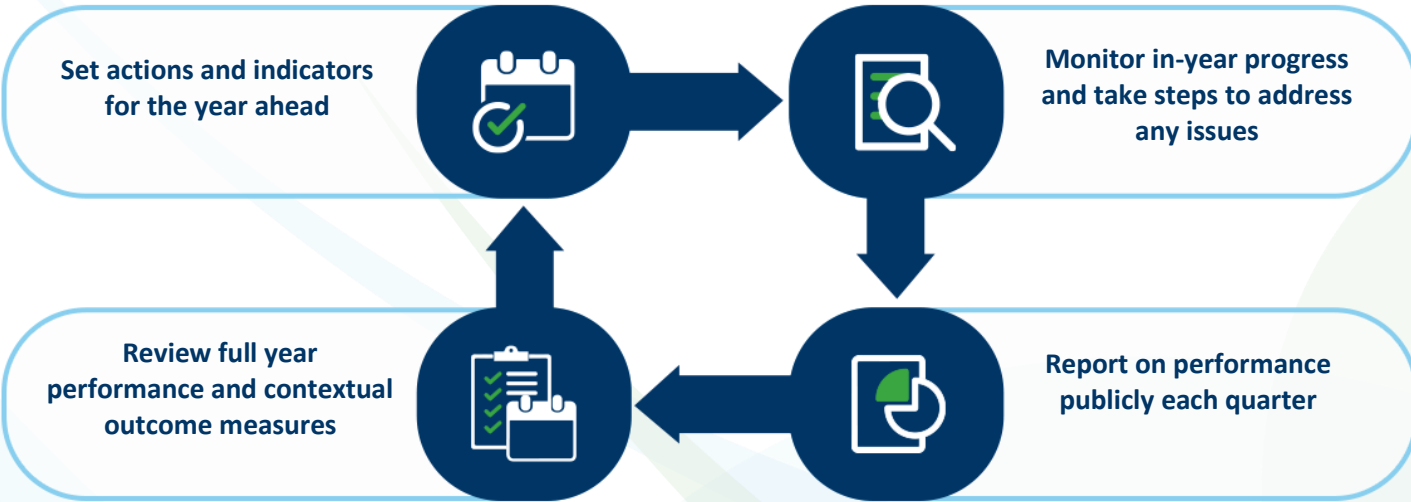 Set actions and indicators
for the year ahead
Monitor in-year progress
and take steps to address
any issues
Review full year
performance and contextual
outcome measures
Report on performance
publicly each quarter